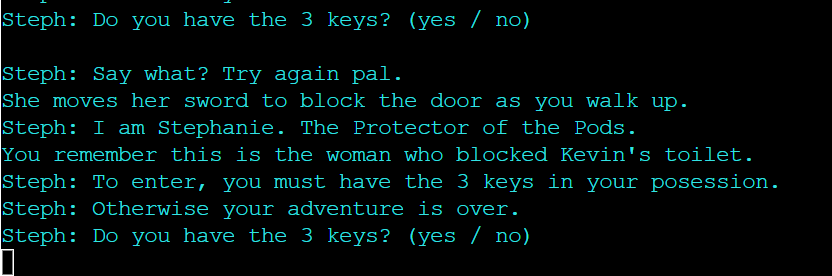 Steph: Do you have the 3 keys? (yes / no)
Steph: Say what? Try again pal.
She moves her sword to block the door as you walk up.
Steph: I am Stephanie. The Protector of the Pods.
You remember this is the woman who blocked Kevin's toilet.
Steph: To enter, you must have the 3 keys in your posession.
Steph: Otherwise your adventure is over.
Steph: Do you have the 3 keys? (yes / no)